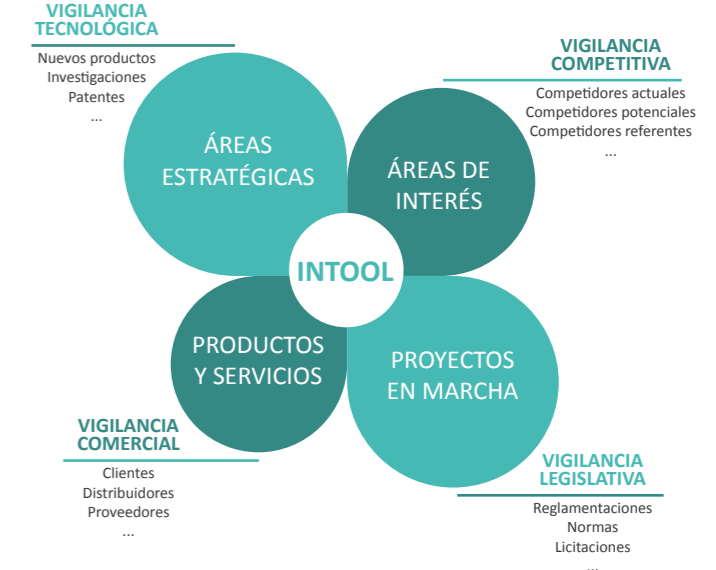 VIGILANCIA
TECNOLÓGICA
Nuevos productos
Investigaciones
Patentes
...
VIGILANCIA
COMPETITIVA
Competidores actuales
Competidores potenciales
Competidores referentes
...
ÁREAS
ESTRATÉGICAS
ÁREAS DE
INTERÉS
INTOOL
PRODUCTOS
Y SERVICIOS
PROYECTOS
EN MARCHA
VIGILANCIA
COMERCIAL
Clientes
Distribuidores
Proveedores
...
VIGILANCIA
LEGISLATIVA
Reglamentaciones
Normas
Licitaciones
...